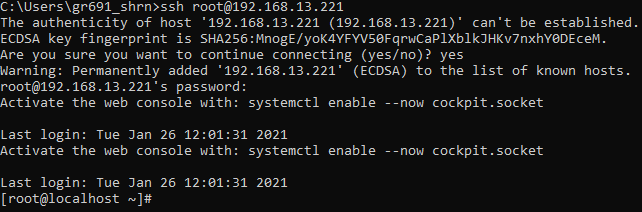 C:\Users\gr691_shrn>ssh root@192.168.13.221
The authenticity of host '192.168.13.221 (192.168.13.221)' can't be established.
ECDSA key fingerprint is SHA256:MnogE/yoK4YFYV50FqrwCaPlXblkJHKv7nxhY0DEceM.
Are you sure you want to continue connecting (yes/no)? yes
Warning: Permanently added '192.168.13.221' (ECDSA) to the list of known hosts.
root@192.168.13.221's password:
Activate the web console with: systemctl enable --now cockpit.socket
Last login: Tue Jan 26 12:01:31 2021
Activate the web console with: systemctl enable --now cockpit.socket
Last login: Tue Jan 26 12:01:31 2021
[root@localhost ~]#